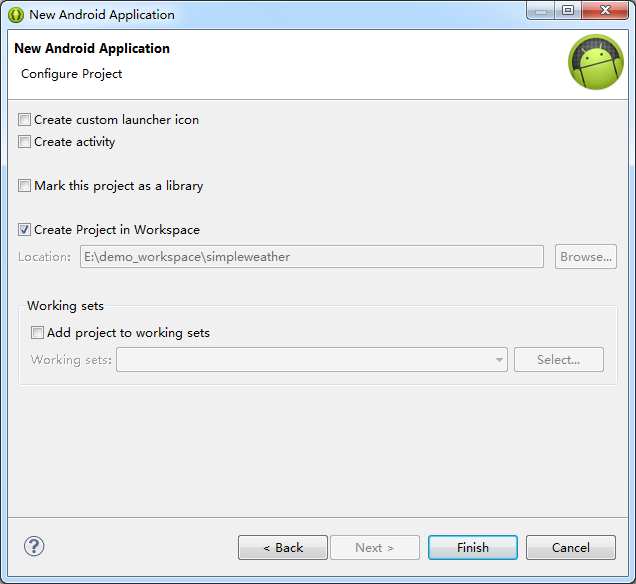 New Android Application
New Android Application
Configure Project
Create custom launcher icon
Create activity
Mark this project as a library
Create Project in Workspace
Location: E:\demo_workspace\simpleweather Browse...
Working sets
Add project to working sets
Working sets: Select...
? < Back Next > Finish Cancel